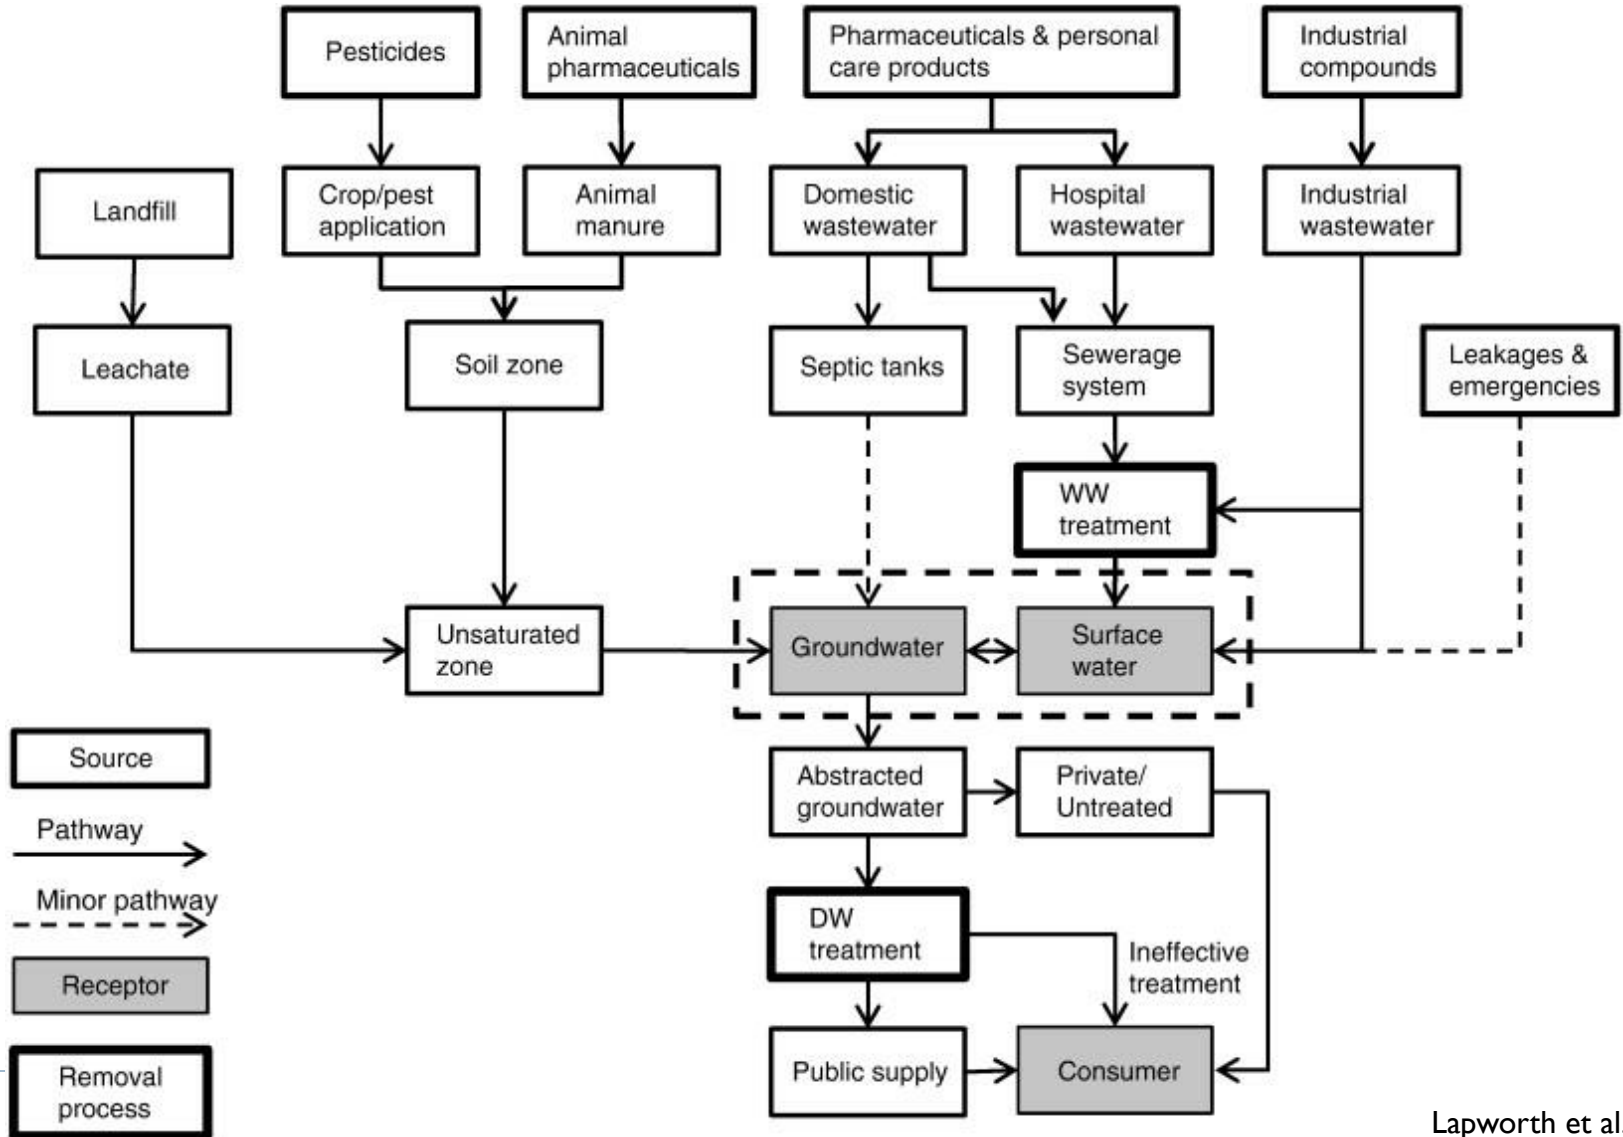 Pesticides
Animal
pharmaceuticals
Pharmaceuticals & personal
care products
Industrial
compounds
Landfill
Crop/pest
application
Animal
manure
Domestic
wastewater
Hospital
wastewater
Industrial
wastewater
Leachate
Soil zone
Septic tanks
Sewerage
system
Leakages &
emergencies
WW
treatment
Unsaturated
zone
Groundwater
Surface
water
Source
Pathway
Minor pathway
Receptor
Removal
process
Abstracted
groundwater
Private/
Untreated
DW
treatment
Ineffective
treatment
Public supply
Consumer
Lapworth et al